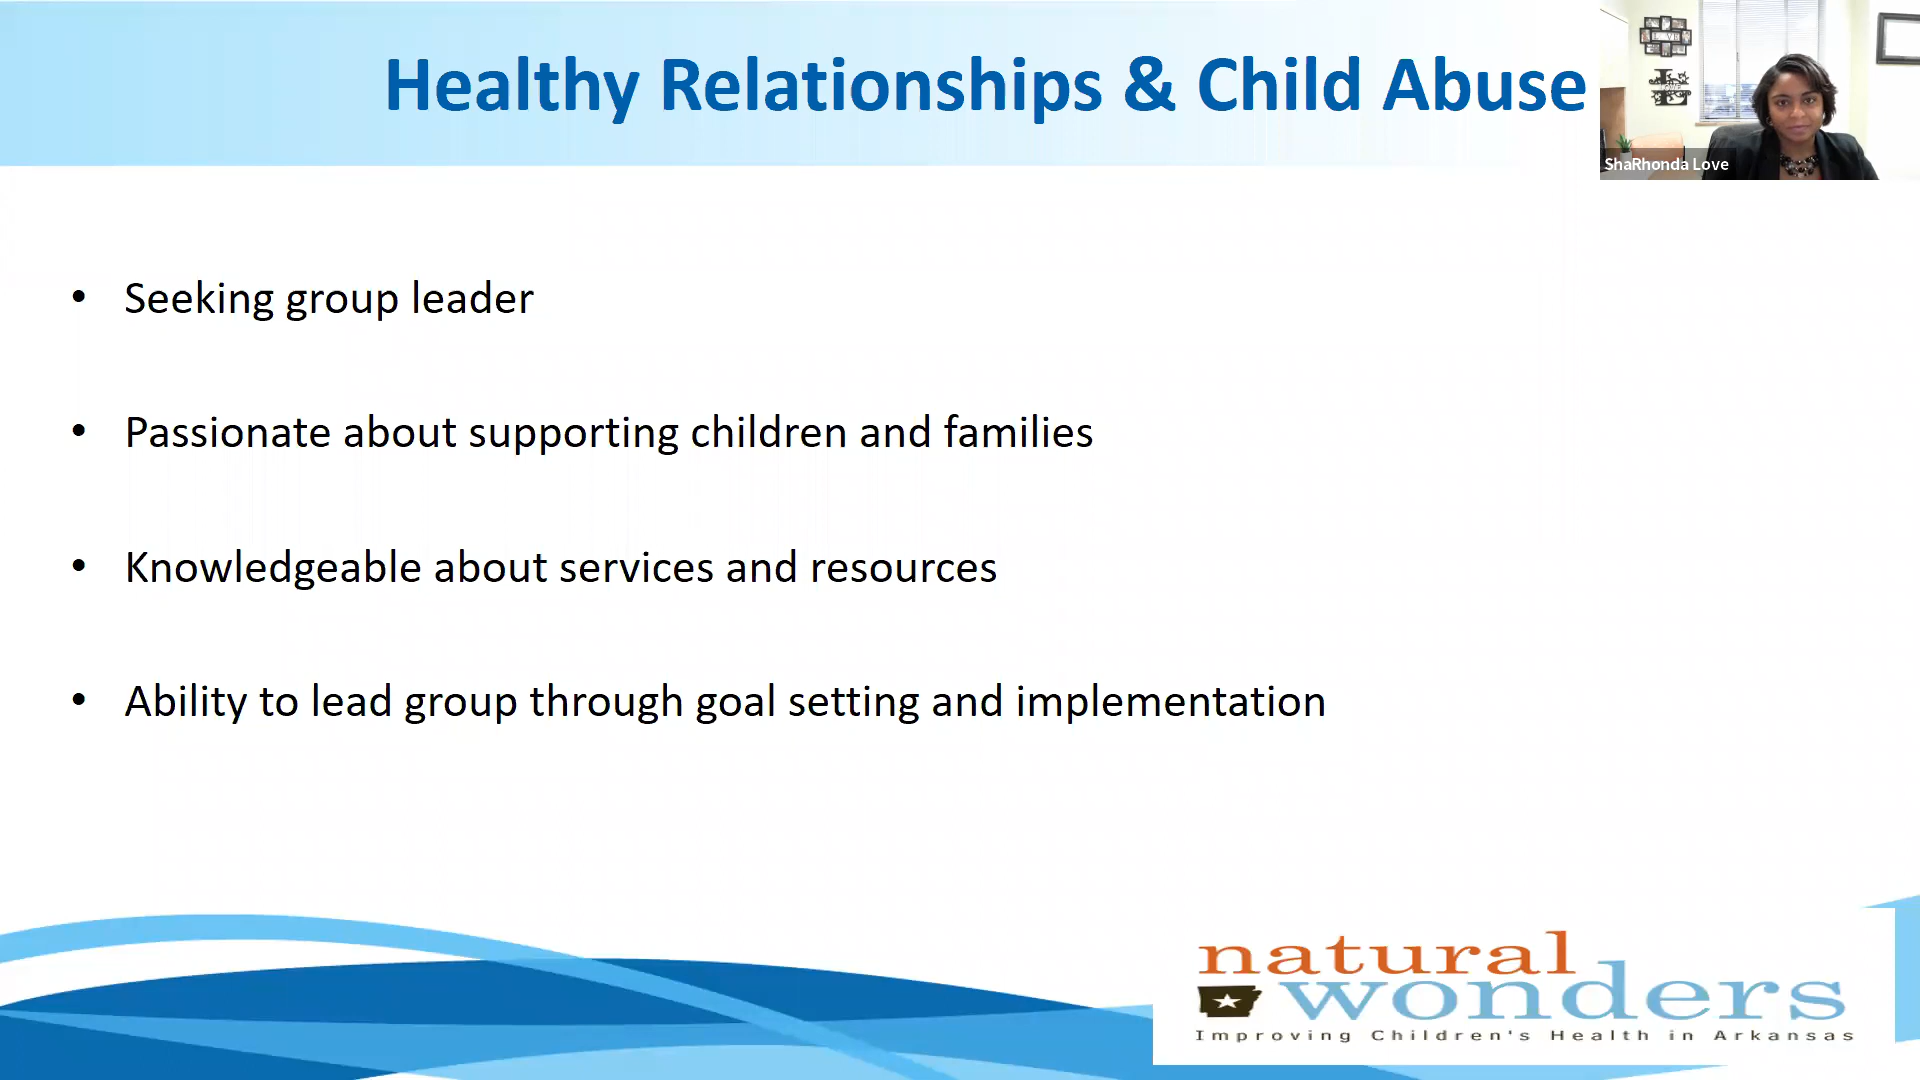 Healthy Relationships & Child Abuse
ShaRhonda Love
• Seeking group leader
• Passionate about supporting children and families
• Knowledgeable about services and resources
• Ability to lead group through goal setting and implementation
natural
wonders
Improving Children's Health in Arkansas